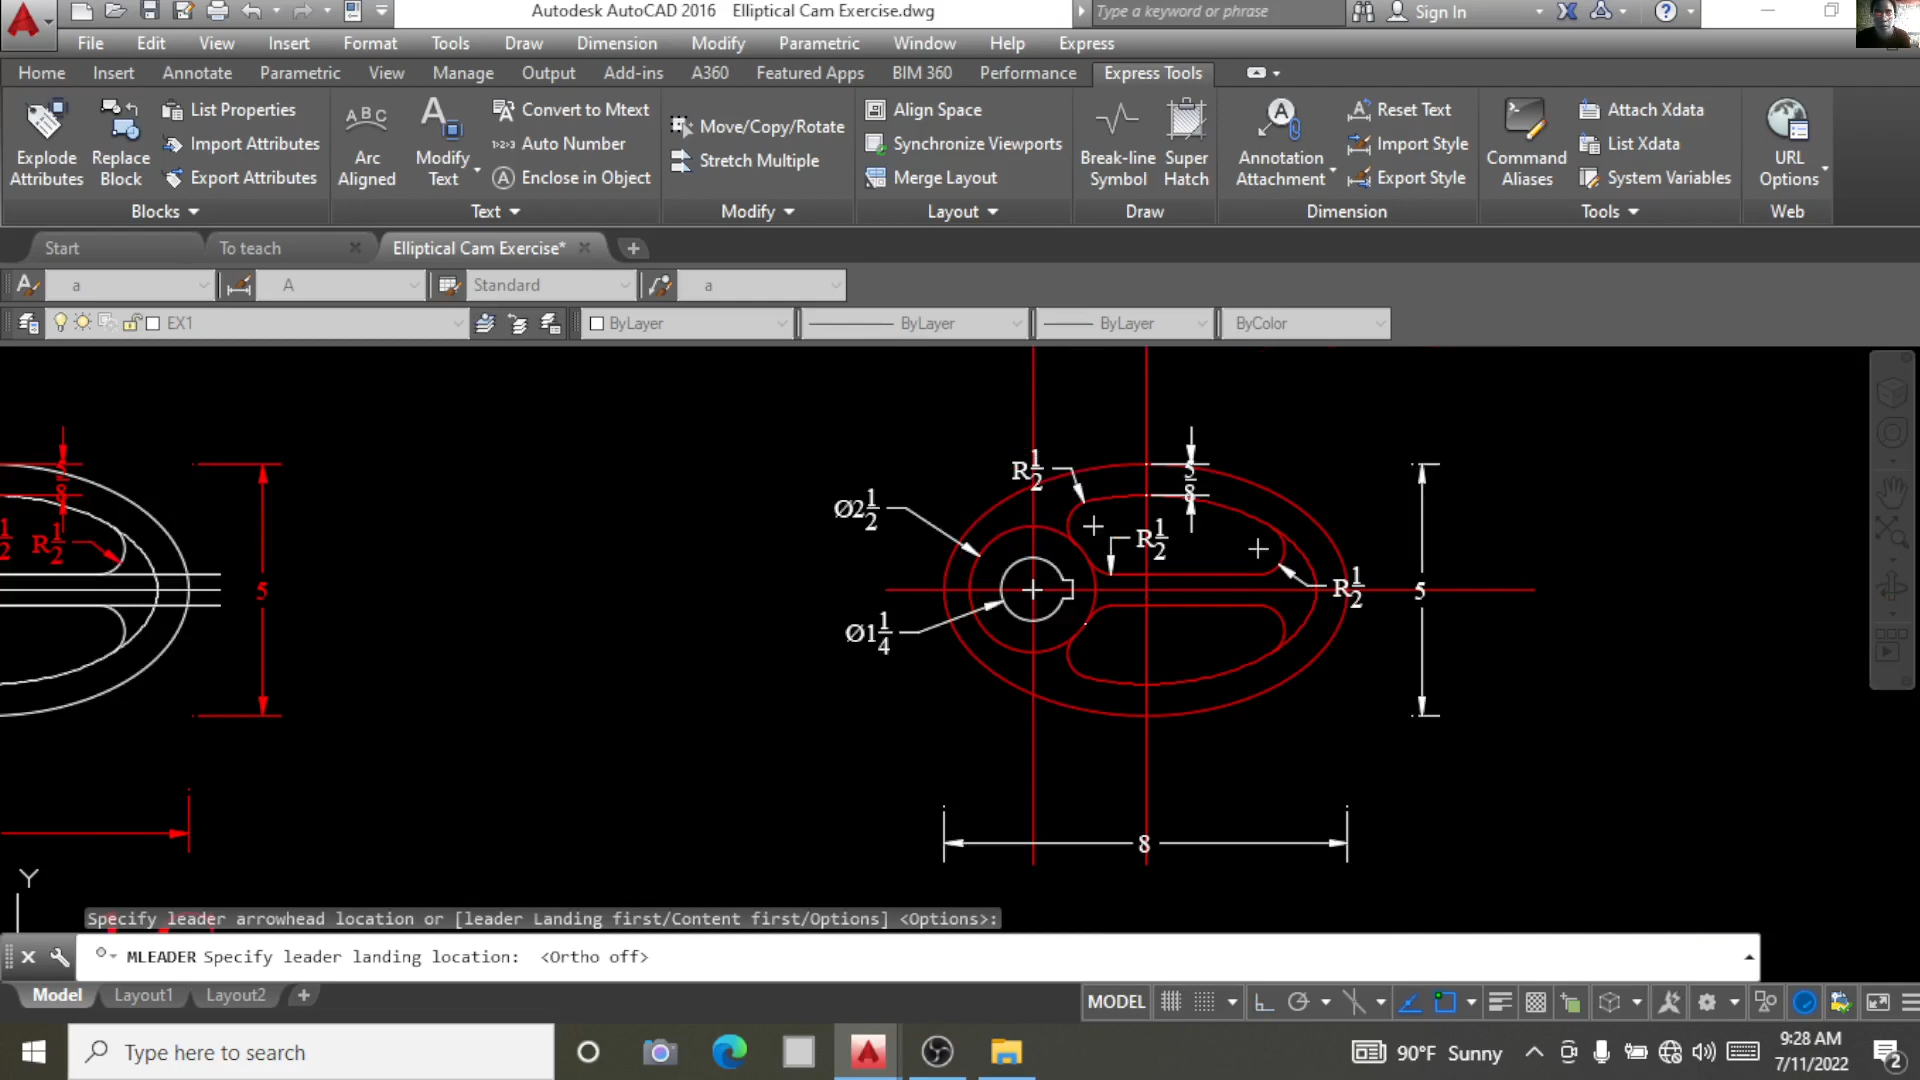 Autodesk AutoCAD 2016 Elliptical Cam Exercise.dwg
Type a keyword or phrase
Sign In
File Edit View Insert Format Tools Draw Dimension Modify Parametric Window Help Express
Home Insert Annotate Parametric View Manage Output Add-ins A360 Featured Apps BIM 360 Performance Express Tools
Explode Attributes
Replace Block
List Properties
Import Attributes
Export Attributes
Blocks
ABC
Arc Aligned
Modify Text
Convert to Mtext
Auto Number
Enclose in Object
Text
Move/Copy/Rotate
Stretch Multiple
Modify
Align Space
Synchronize Viewports
Merge Layout
Layout
Break-line Symbol
Super Hatch
Draw
Annotation Attachment
Reset Text
Import Style
Export Style
Dimension
Command Aliases
Attach Xdata
List Xdata
System Variables
Tools
URL Options
Web
Start To teach Elliptical Cam Exercise*
a A Standard a
EX1 ByLayer ByLayer ByLayer ByColor
5/8
R1/2
5
R1/2
5/8
Ø2 1/2
R1/2
R1/2
5
Ø1 1/4
8
Y
Specify leader arrowhead location or [leader Landing first/Content first/Options] <Options>:
MLEADER Specify leader landing location: <Ortho off>
Model Layout1 Layout2
MODEL
Type here to search
90°F Sunny
9:28 AM
7/11/2022
2